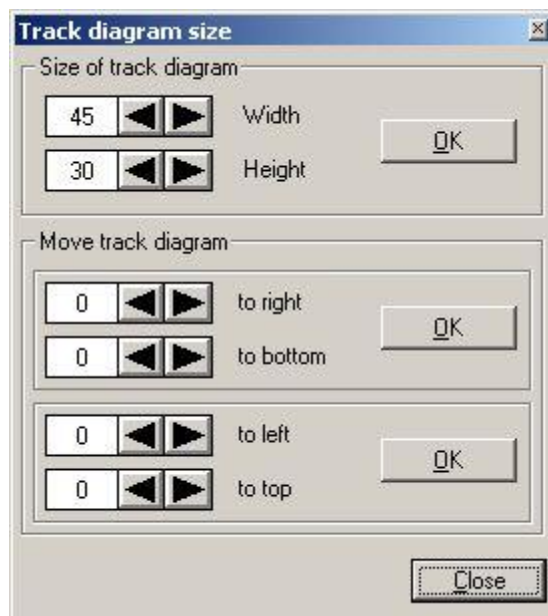 Track diagram size
Size of track diagram
45 Width
OK
30 Height
Move track diagram
0 to right
OK
0 to bottom
0 to left
OK
0 to top
Close